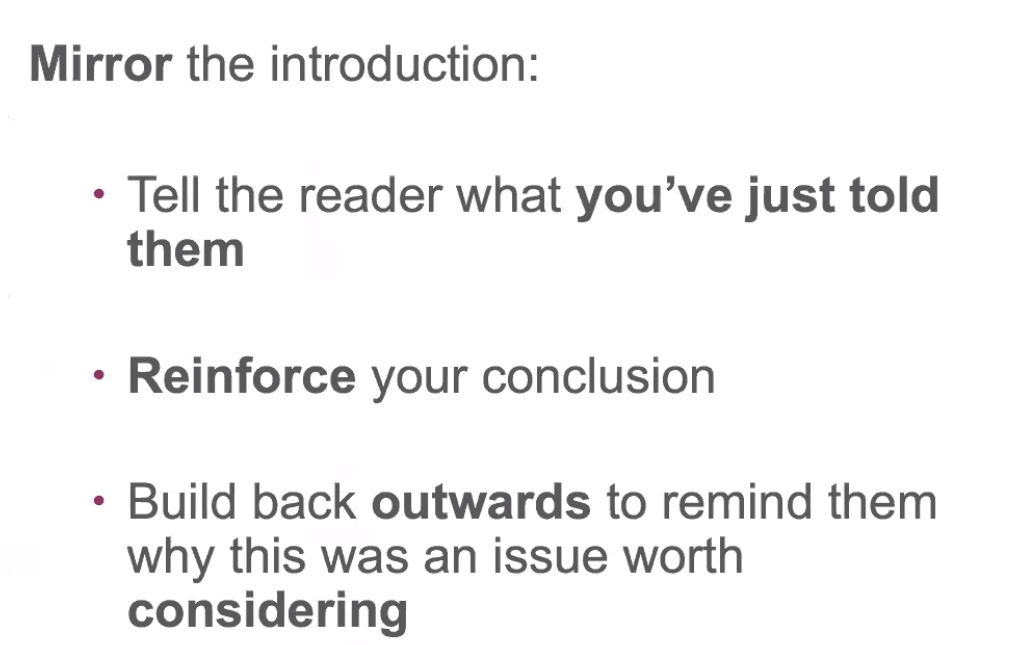 Mirror the introduction:
• Tell the reader what you’ve just told
them
• Reinforce your conclusion
• Build back outwards to remind them
why this was an issue worth
considering